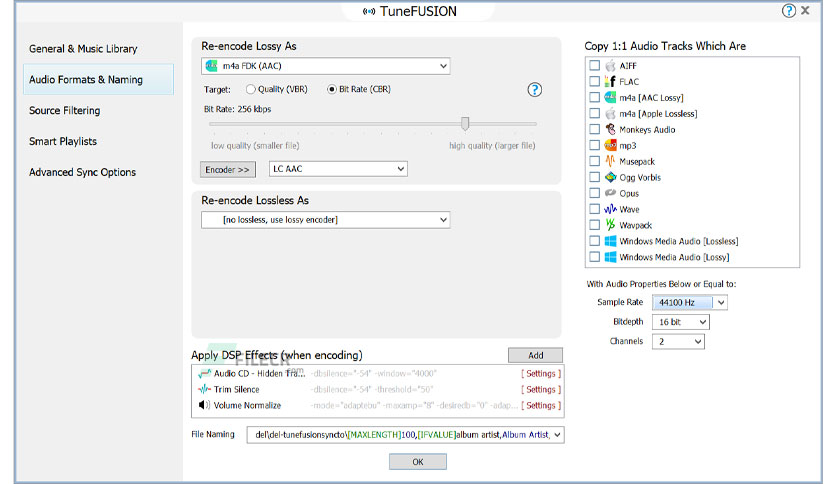 TuneFUSION
General & Music Library
Audio Formats & Naming
Source Filtering
Smart Playlists
Advanced Sync Options
Re-encode Lossy As
m4a FDK (AAC)
Target: Quality (VBR) Bit Rate (CBR)
Bit Rate: 256 kbps
low quality (smaller file) high quality (larger file)
Encoder >> LC AAC
Re-encode Lossless As
[no lossless, use lossy encoder]
Apply DSP Effects (when encoding) Add
Audio CD - Hidden Tra... -dbsilence="-54" -window="4000" [ Settings ]
Trim Silence -dbsilence="-54" -threshold="50" [ Settings ]
Volume Normalize -mode="adaptebu" -maxamp="8" -desireddb="0" -adap... [ Settings ]
File Naming del\del-tunefusionsyncto\[MAXLENGTH]100,[IFVALUE]album artist,Album Artist,
OK
Copy 1:1 Audio Tracks Which Are
AIFF
FLAC
m4a [AAC Lossy]
m4a [Apple Lossless]
Monkeys Audio
mp3
Musepack
Ogg Vorbis
Opus
Wave
Wavpack
Windows Media Audio [Lossless]
Windows Media Audio [Lossy]
With Audio Properties Below or Equal to:
Sample Rate 44100 Hz
Bitdepth 16 bit
Channels 2
FILECR
.com